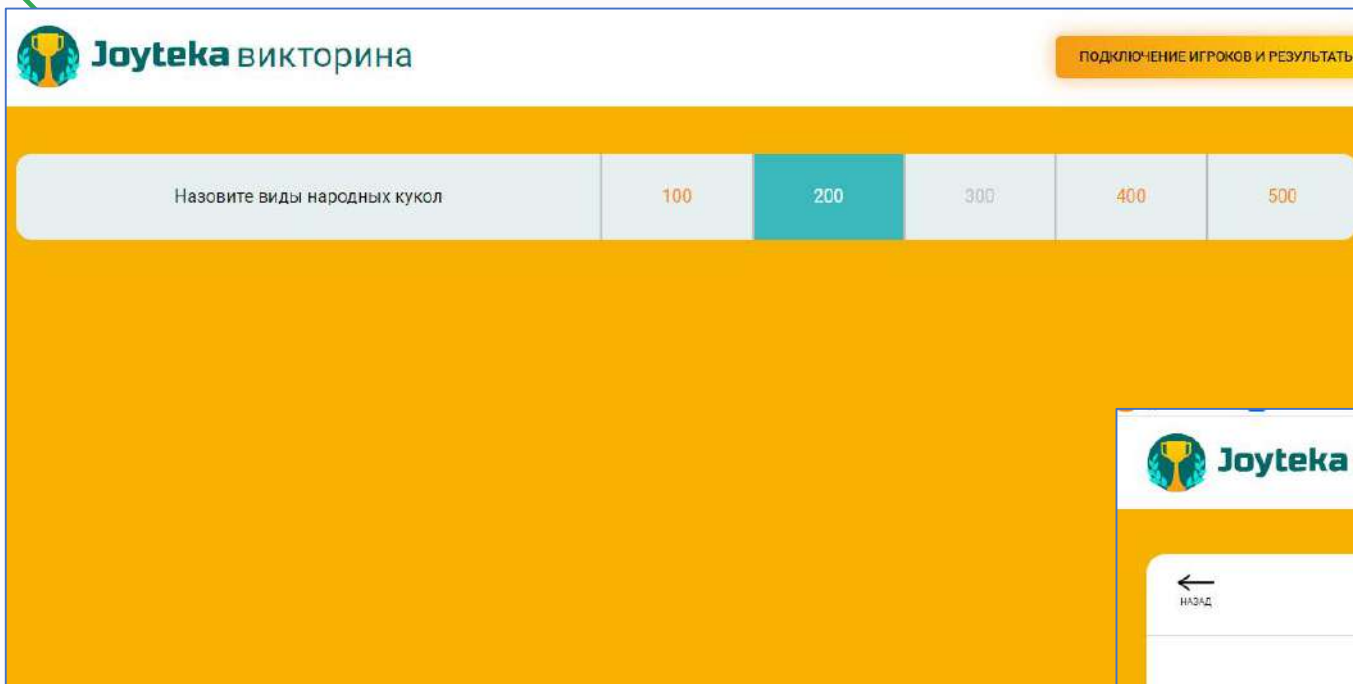 Joyteka викторина
ПОДКЛЮЧЕНИЕ ИГРОКОВ И РЕЗУЛЬТАТЫ
Назовите виды народных кукол 100 200 300 400 500
Joyteka
НАЗАД